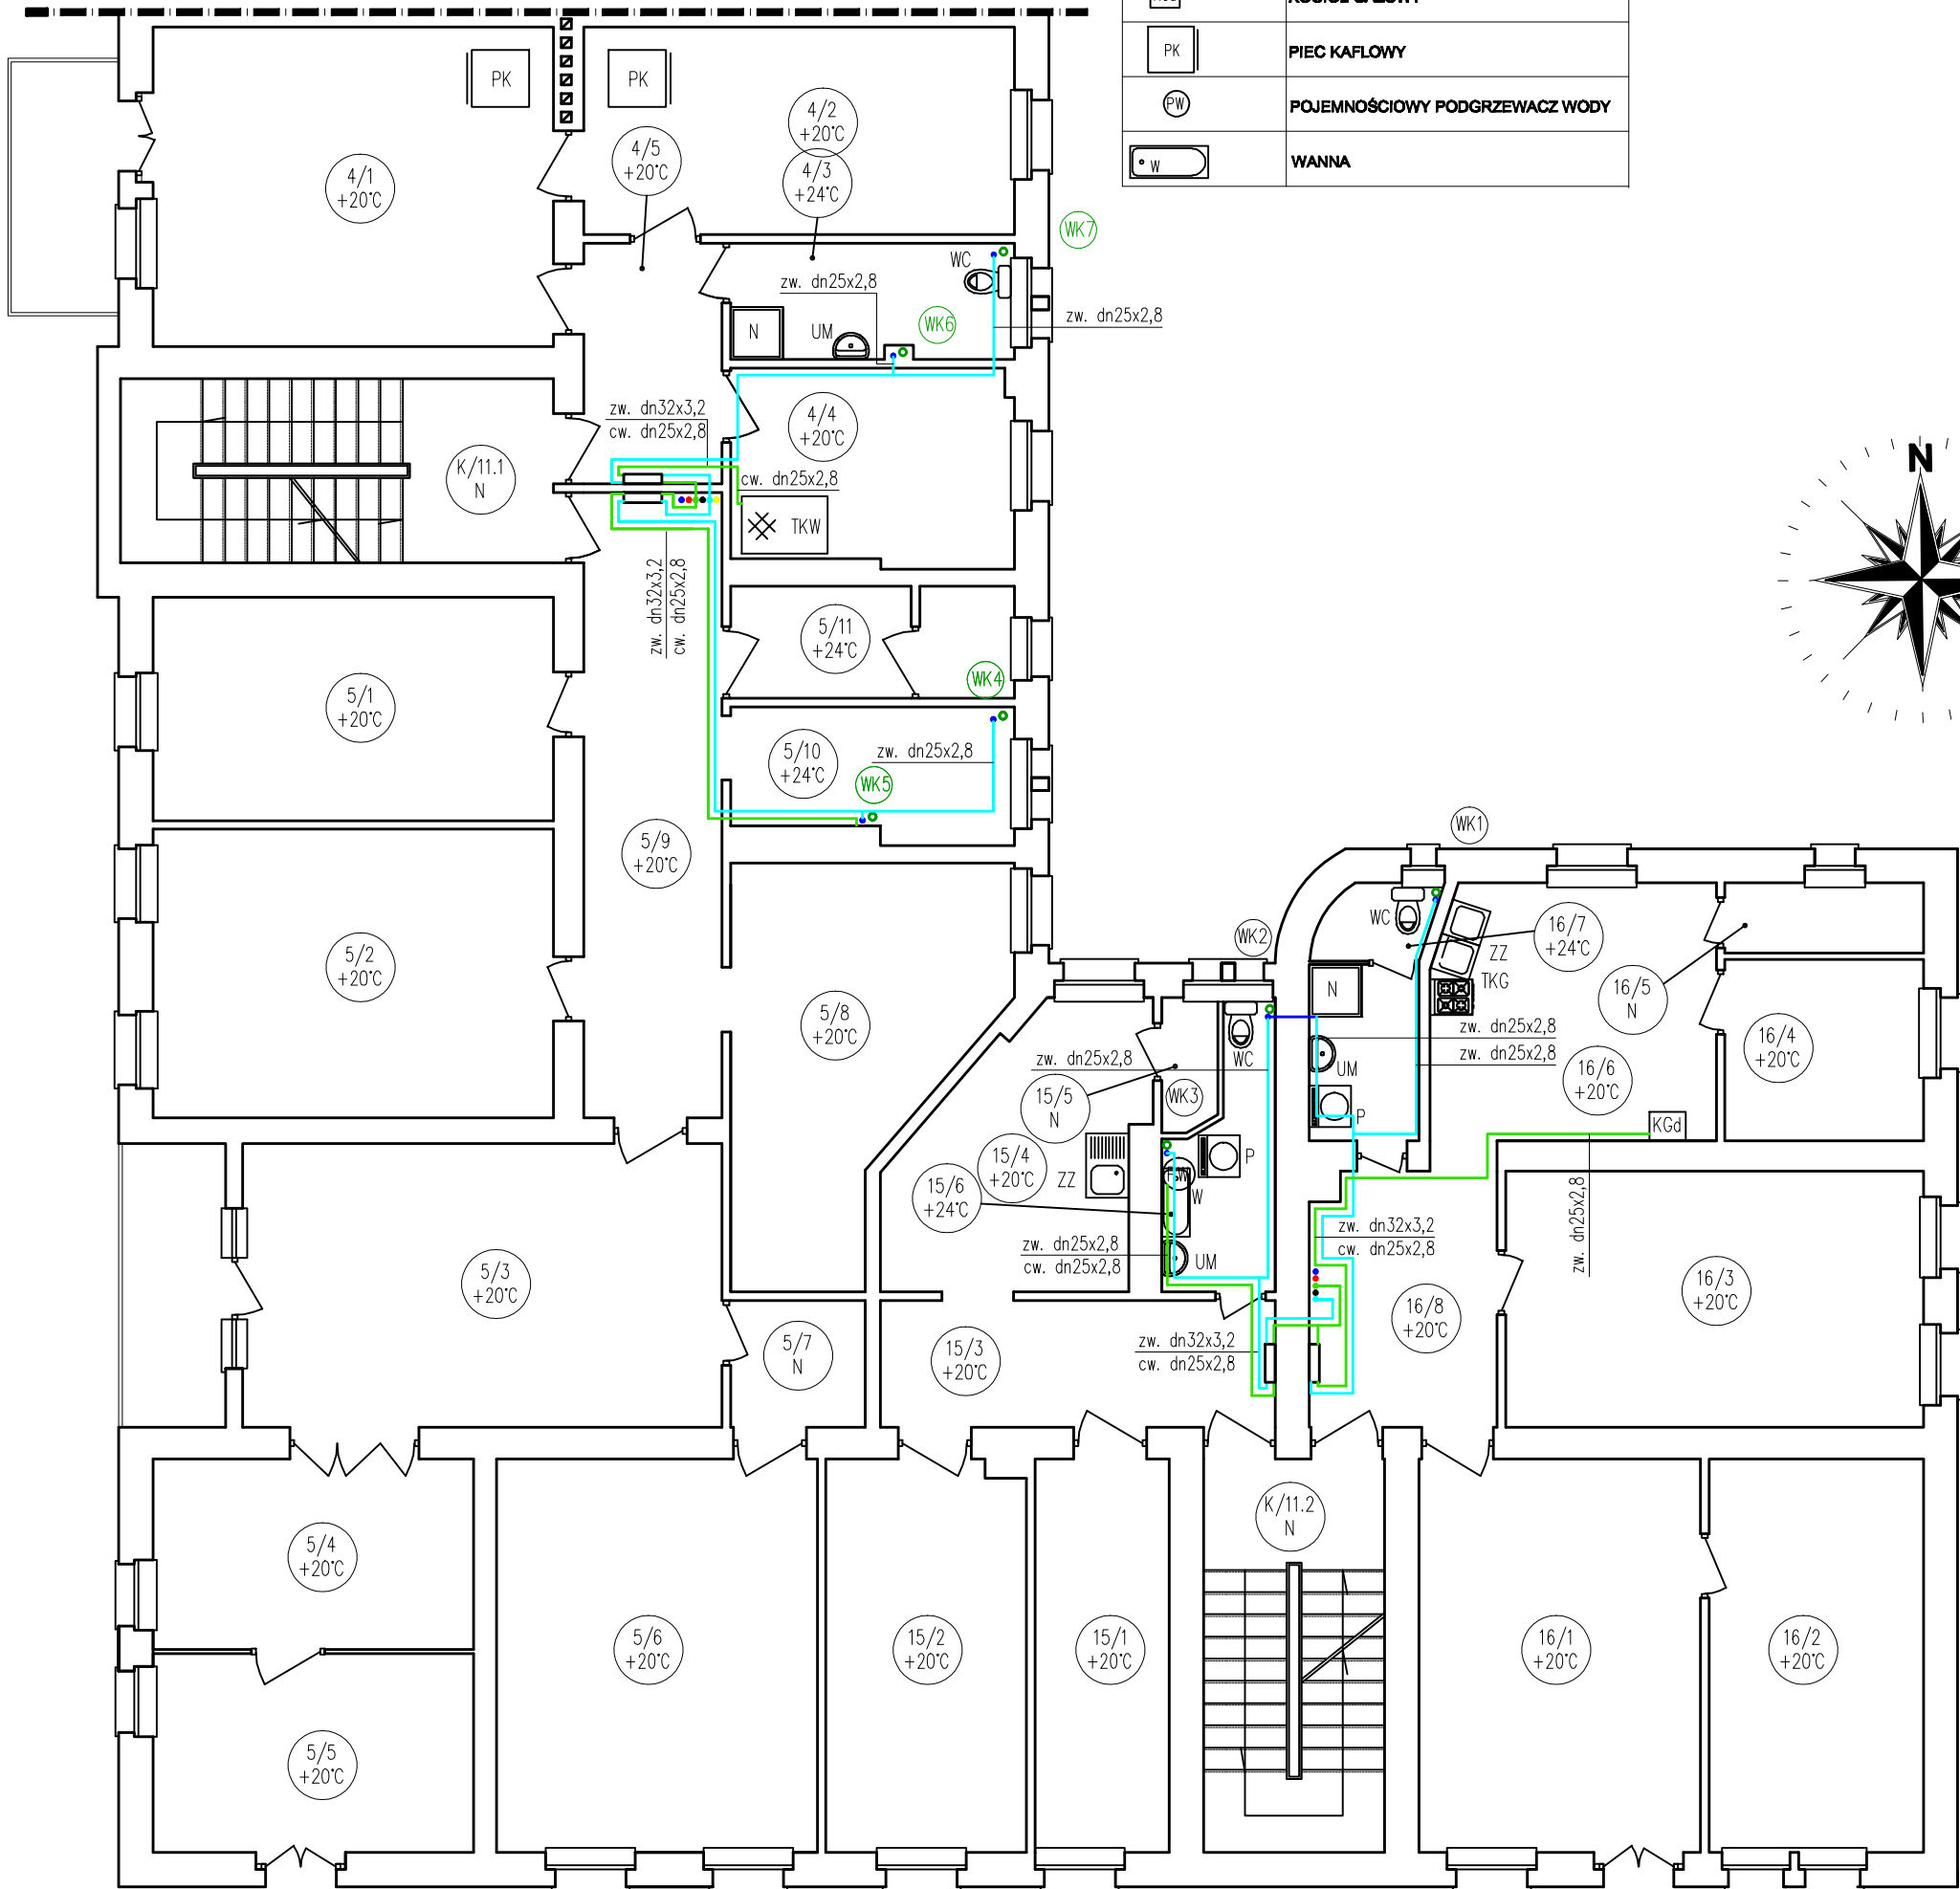 PIEC KAFLOWY
PK
POJEMNOŚCIOWY PODGRZEWACZ WODY
PW
WANNA
W
PK
PK
4/1
+20°C
4/2
+20°C
4/3
+24°C
4/5
+20°C
WK7
WC
zw. dn25x2,8
WK6
zw. dn25x2,8
N
UM
zw. dn32x3,2
cw. dn25x2,8
4/4
+20°C
cw. dn25x2,8
TKW
K/11.1
N
N
zw. dn32x3,2
cw. dn25x2,8
5/11
+24°C
WK4
5/1
+20°C
5/10
+24°C
zw. dn25x2,8
WK5
5/9
+20°C
WK1
5/2
+20°C
5/8
+20°C
WK2
WC
16/7
+24°C
ZZ
TKG
16/5
N
N
zw. dn25x2,8
zw. dn25x2,8
16/4
+20°C
UM
16/6
+20°C
P
KGd
zw. dn25x2,8
WC
15/5
N
WK3
15/4
+20°C
ZZ
P
15/6
+24°C
W
UM
zw. dn25x2,8
cw. dn25x2,8
zw. dn32x3,2
cw. dn25x2,8
zw. dn25x2,8
5/3
+20°C
16/3
+20°C
16/8
+20°C
5/7
N
15/3
+20°C
zw. dn32x3,2
cw. dn25x2,8
K/11.2
N
5/4
+20°C
5/6
+20°C
15/2
+20°C
15/1
+20°C
16/1
+20°C
16/2
+20°C
5/5
+20°C